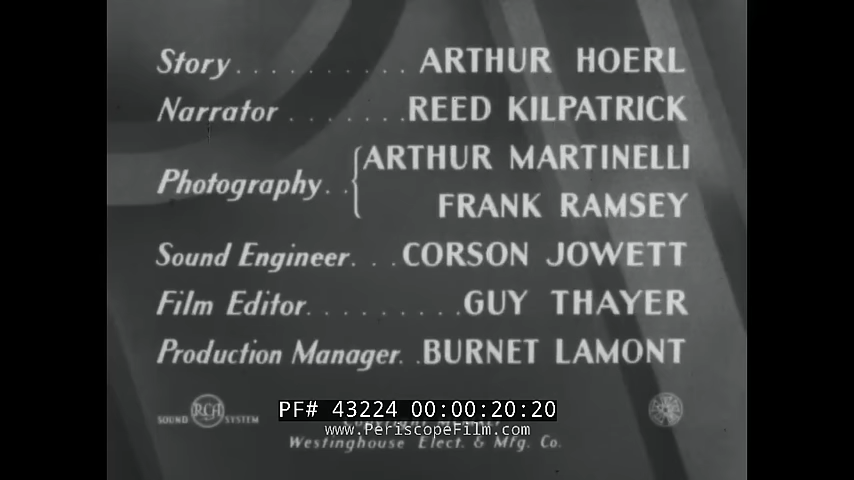 Story.......... ARTHUR HOERL
Narrator ....... REED KILPATRICK
ARTHUR MARTINELLI
Photography..
FRANK RAMSEY
Sound Engineer. . . CORSON JOWETT
Film Editor......... GUY THAYER
Production Manager. . BURNET LAMONT
SOUND RCA SYSTEM
PF# 43224 00:00:20:20
www.PeriscopeFilm.com
Westinghouse Elect. & Mfg. Co.